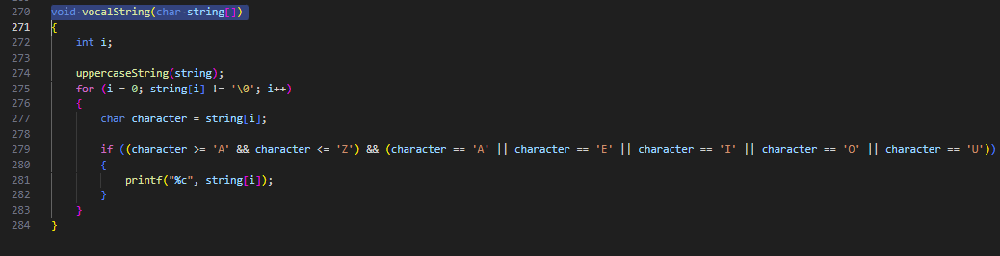 270 void vocalString(char string[])
271 {
272     int i;
273
274     uppercaseString(string);
275     for (i = 0; string[i] != '\0'; i++)
276     {
277         char character = string[i];
278
279         if ((character >= 'A' && character <= 'Z') && (character == 'A' || character == 'E' || character == 'I' || character == 'O' || character == 'U'))
280         {
281             printf("%c", string[i]);
282         }
283     }
284 }